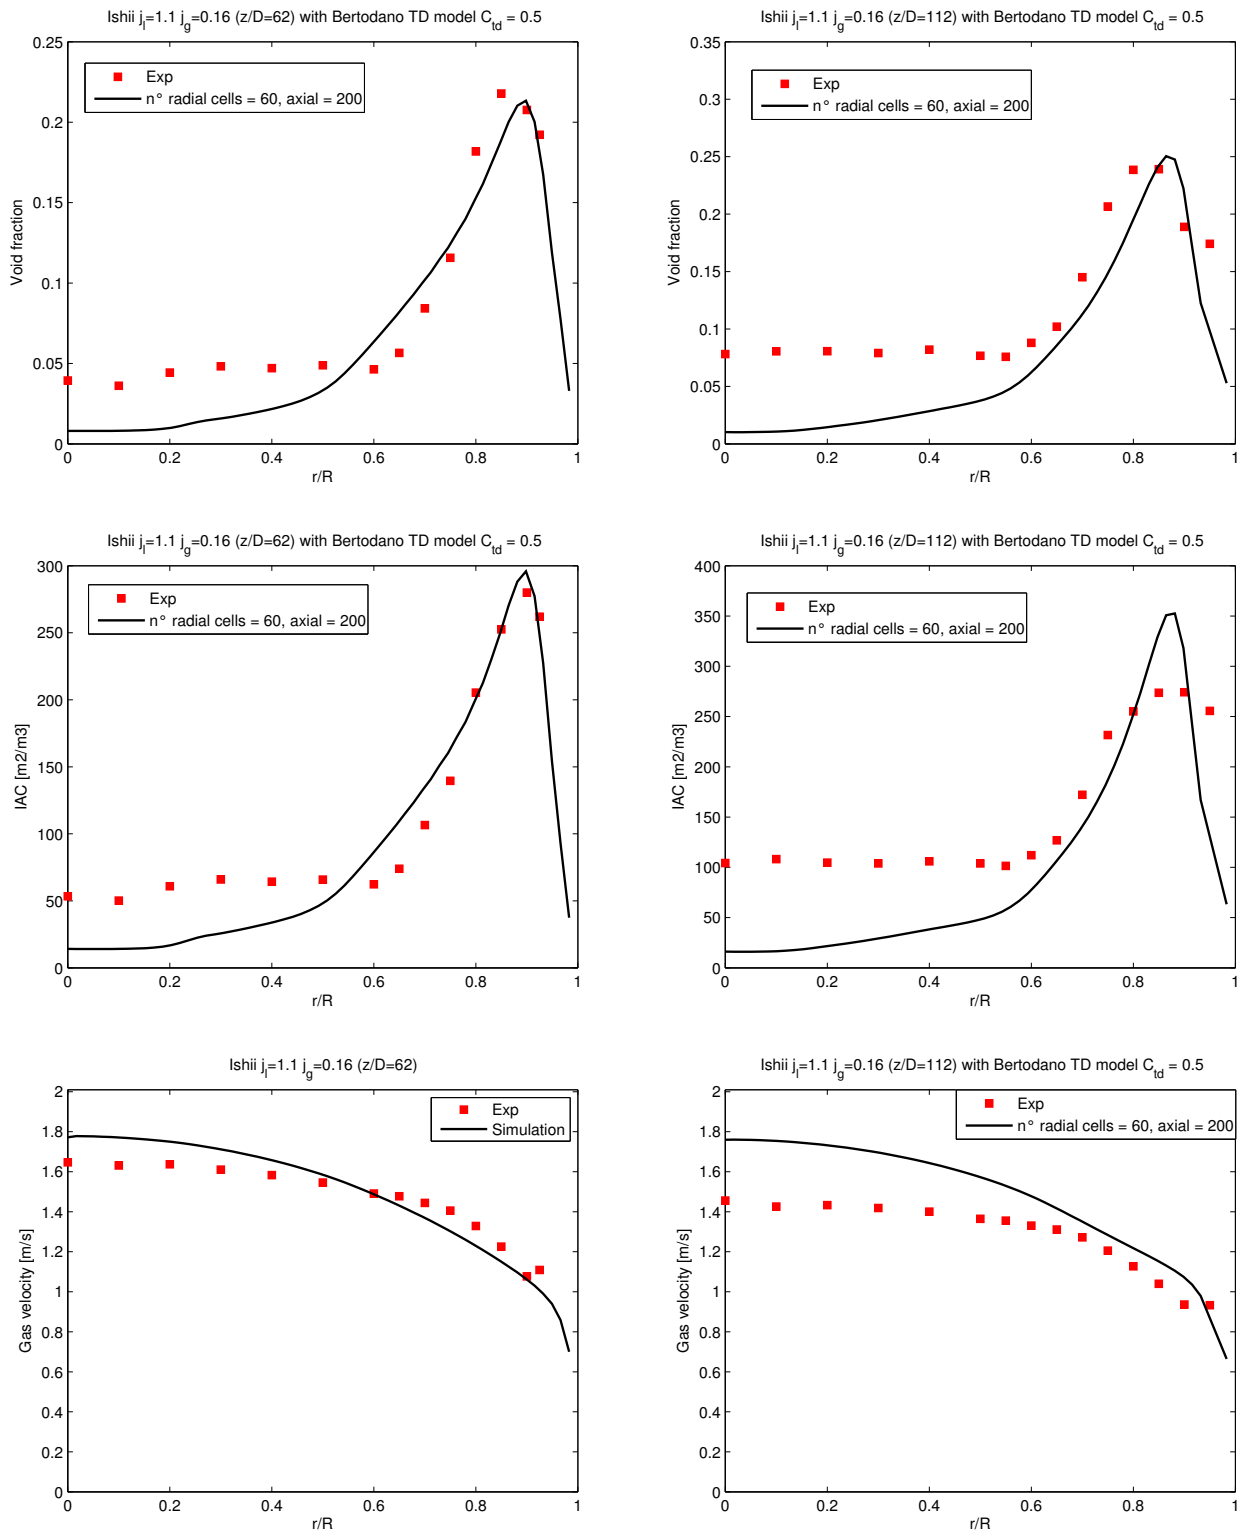 Ishii j_l=1.1 j_g=0.16 (z/D=62) with Bertodano TD model C_td = 0.5
0.25
0.2
0.15
0.1
0.05
0
Void fraction
Exp
n° radial cells = 60, axial = 200
0 0.2 0.4 0.6 0.8 1
r/R
Ishii j_l=1.1 j_g=0.16 (z/D=112) with Bertodano TD model C_td = 0.5
0.35
0.3
0.25
0.2
0.15
0.1
0.05
0
Void fraction
Exp
n° radial cells = 60, axial = 200
0 0.2 0.4 0.6 0.8 1
r/R
Ishii j_l=1.1 j_g=0.16 (z/D=62) with Bertodano TD model C_td = 0.5
300
250
200
150
100
50
0
IAC [m2/m3]
Exp
n° radial cells = 60, axial = 200
0 0.2 0.4 0.6 0.8 1
r/R
Ishii j_l=1.1 j_g=0.16 (z/D=112) with Bertodano TD model C_td = 0.5
400
350
300
250
200
150
100
50
0
IAC [m2/m3]
Exp
n° radial cells = 60, axial = 200
0 0.2 0.4 0.6 0.8 1
r/R
Ishii j_l=1.1 j_g=0.16 (z/D=62)
2
1.8
1.6
1.4
1.2
1
0.8
0.6
0.4
0.2
0
Gas velocity [m/s]
Exp
Simulation
0 0.2 0.4 0.6 0.8 1
r/R
Ishii j_l=1.1 j_g=0.16 (z/D=112) with Bertodano TD model C_td = 0.5
2
1.8
1.6
1.4
1.2
1
0.8
0.6
0.4
0.2
0
Gas velocity [m/s]
Exp
n° radial cells = 60, axial = 200
0 0.2 0.4 0.6 0.8 1
r/R